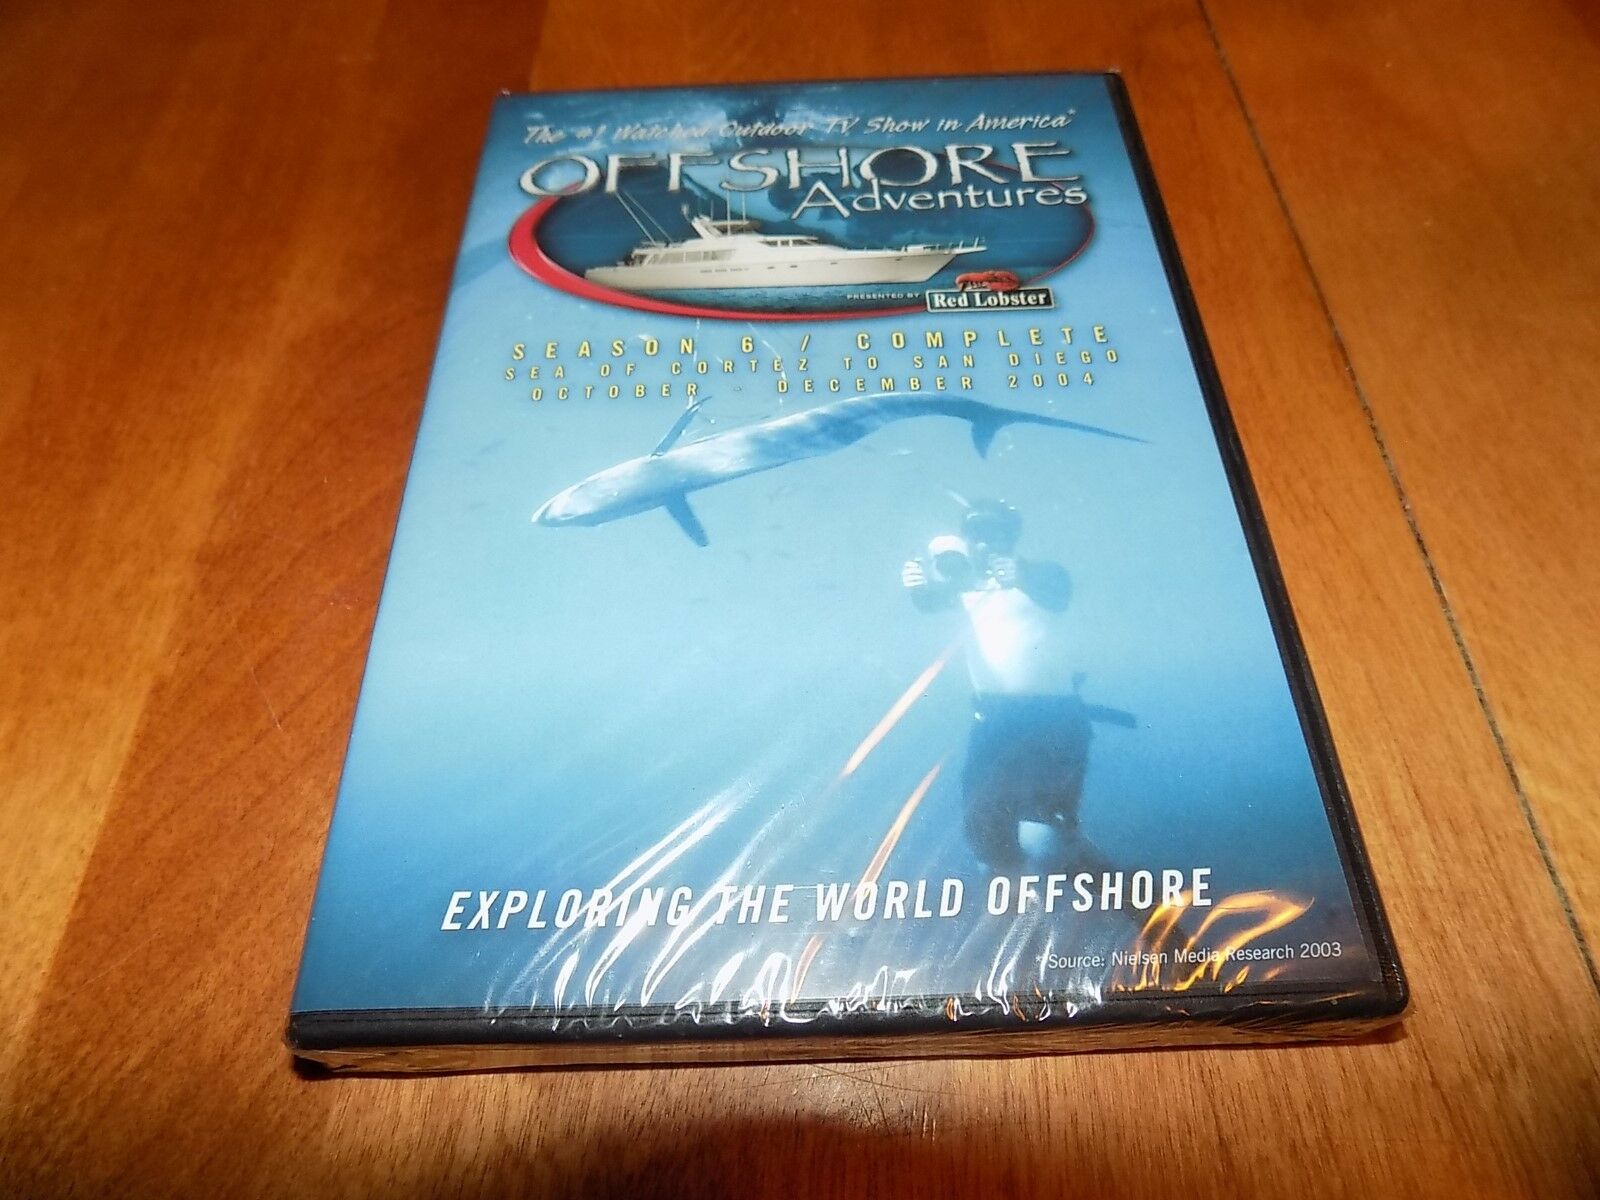 The #1 Watched Outdoor TV Show in America*
OFFSHORE
Adventures
PRESENTED BY
Red Lobster
SEASON 6 / COMPLETE
SEA OF CORTEZ TO SAN DIEGO
OCTOBER - DECEMBER 2004
EXPLORING THE WORLD OFFSHORE
*Source: Nielsen Media Research 2003